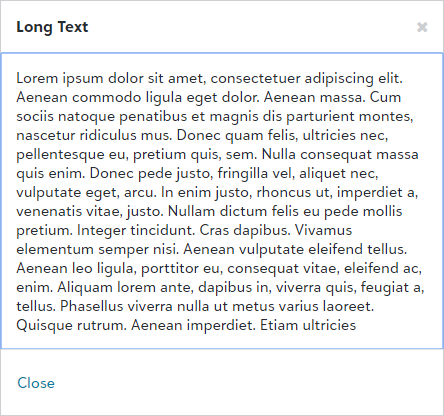 Long Text
Lorem ipsum dolor sit amet, consectetuer adipiscing elit.
Aenean commodo ligula eget dolor. Aenean massa. Cum
sociis natoque penatibus et magnis dis parturient montes,
nascetur ridiculus mus. Donec quam felis, ultricies nec,
pellentesque eu, pretium quis, sem. Nulla consequat massa
quis enim. Donec pede justo, fringilla vel, aliquet nec,
vulputate eget, arcu. In enim justo, rhoncus ut, imperdiet a,
venenatis vitae, justo. Nullam dictum felis eu pede mollis
pretium. Integer tincidunt. Cras dapibus. Vivamus
elementum semper nisi. Aenean vulputate eleifend tellus.
Aenean leo ligula, porttitor eu, consequat vitae, eleifend ac,
enim. Aliquam lorem ante, dapibus in, viverra quis, feugiat a,
tellus. Phasellus viverra nulla ut metus varius laoreet.
Quisque rutrum. Aenean imperdiet. Etiam ultricies
Close